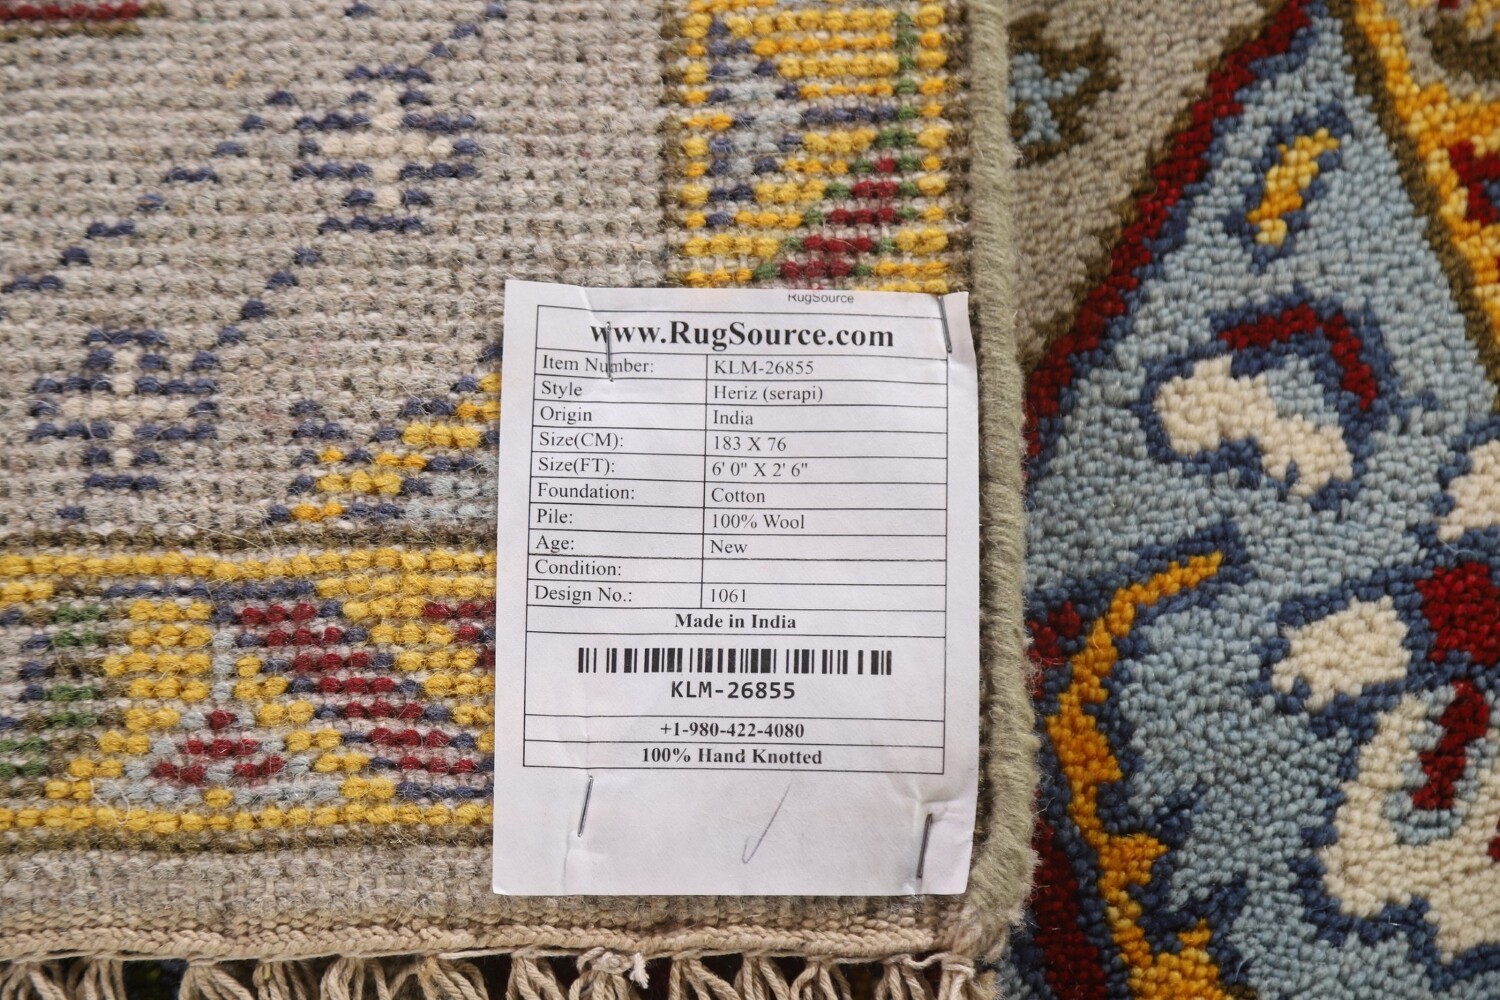 RugSource
www.RugSource.com
Item Number: KLM-26855
Style Heriz (serapi)
Origin India
Size(CM): 183 X 76
Size(FT): 6' 0" X 2' 6"
Foundation: Cotton
Pile: 100% Wool
Age: New
Condition:
Design No.: 1061
Made in India
KLM-26855
+1-980-422-4080
100% Hand Knotted